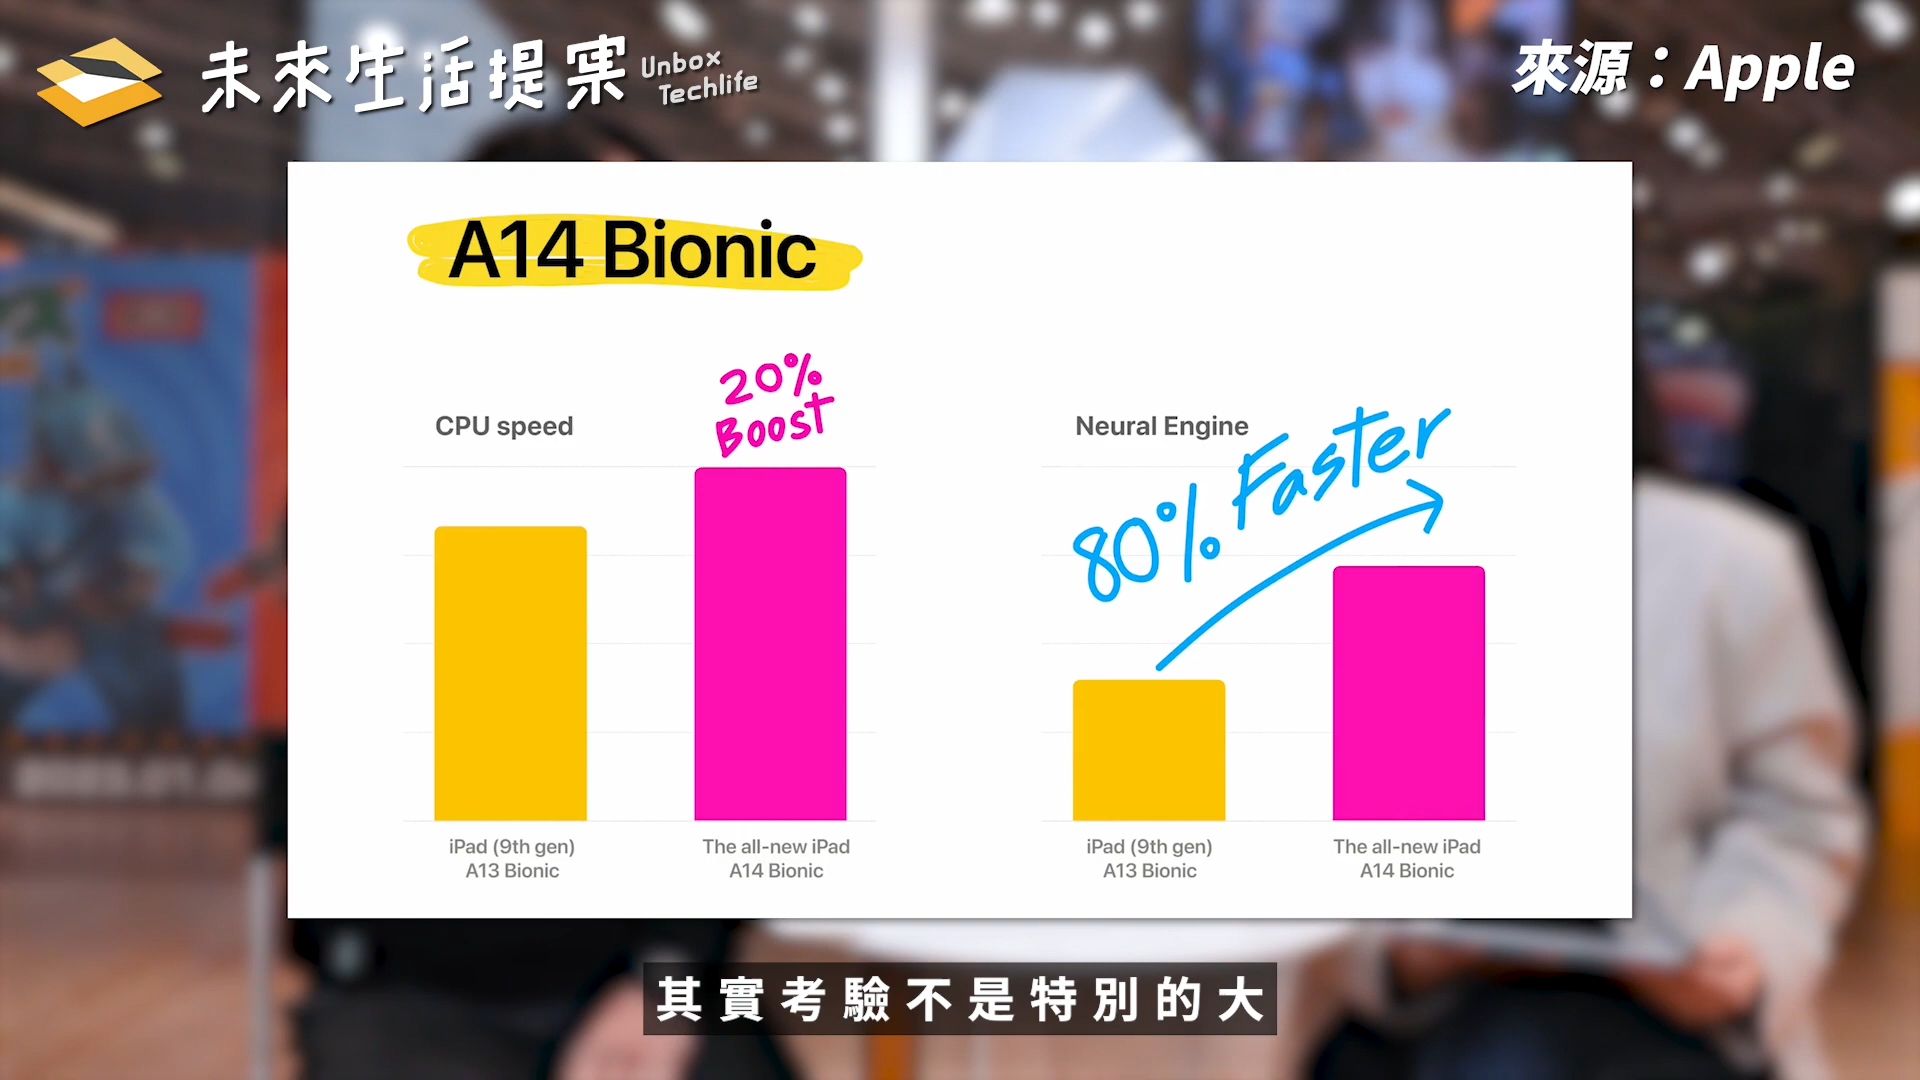 未來生活提案
Unbox
Techlife
來源：Apple
A14 Bionic
CPU speed
20%
Boost
iPad (9th gen)
A13 Bionic
The all-new iPad
A14 Bionic
Neural Engine
80% Faster
iPad (9th gen)
A13 Bionic
The all-new iPad
A14 Bionic
其實考驗不是特別的大